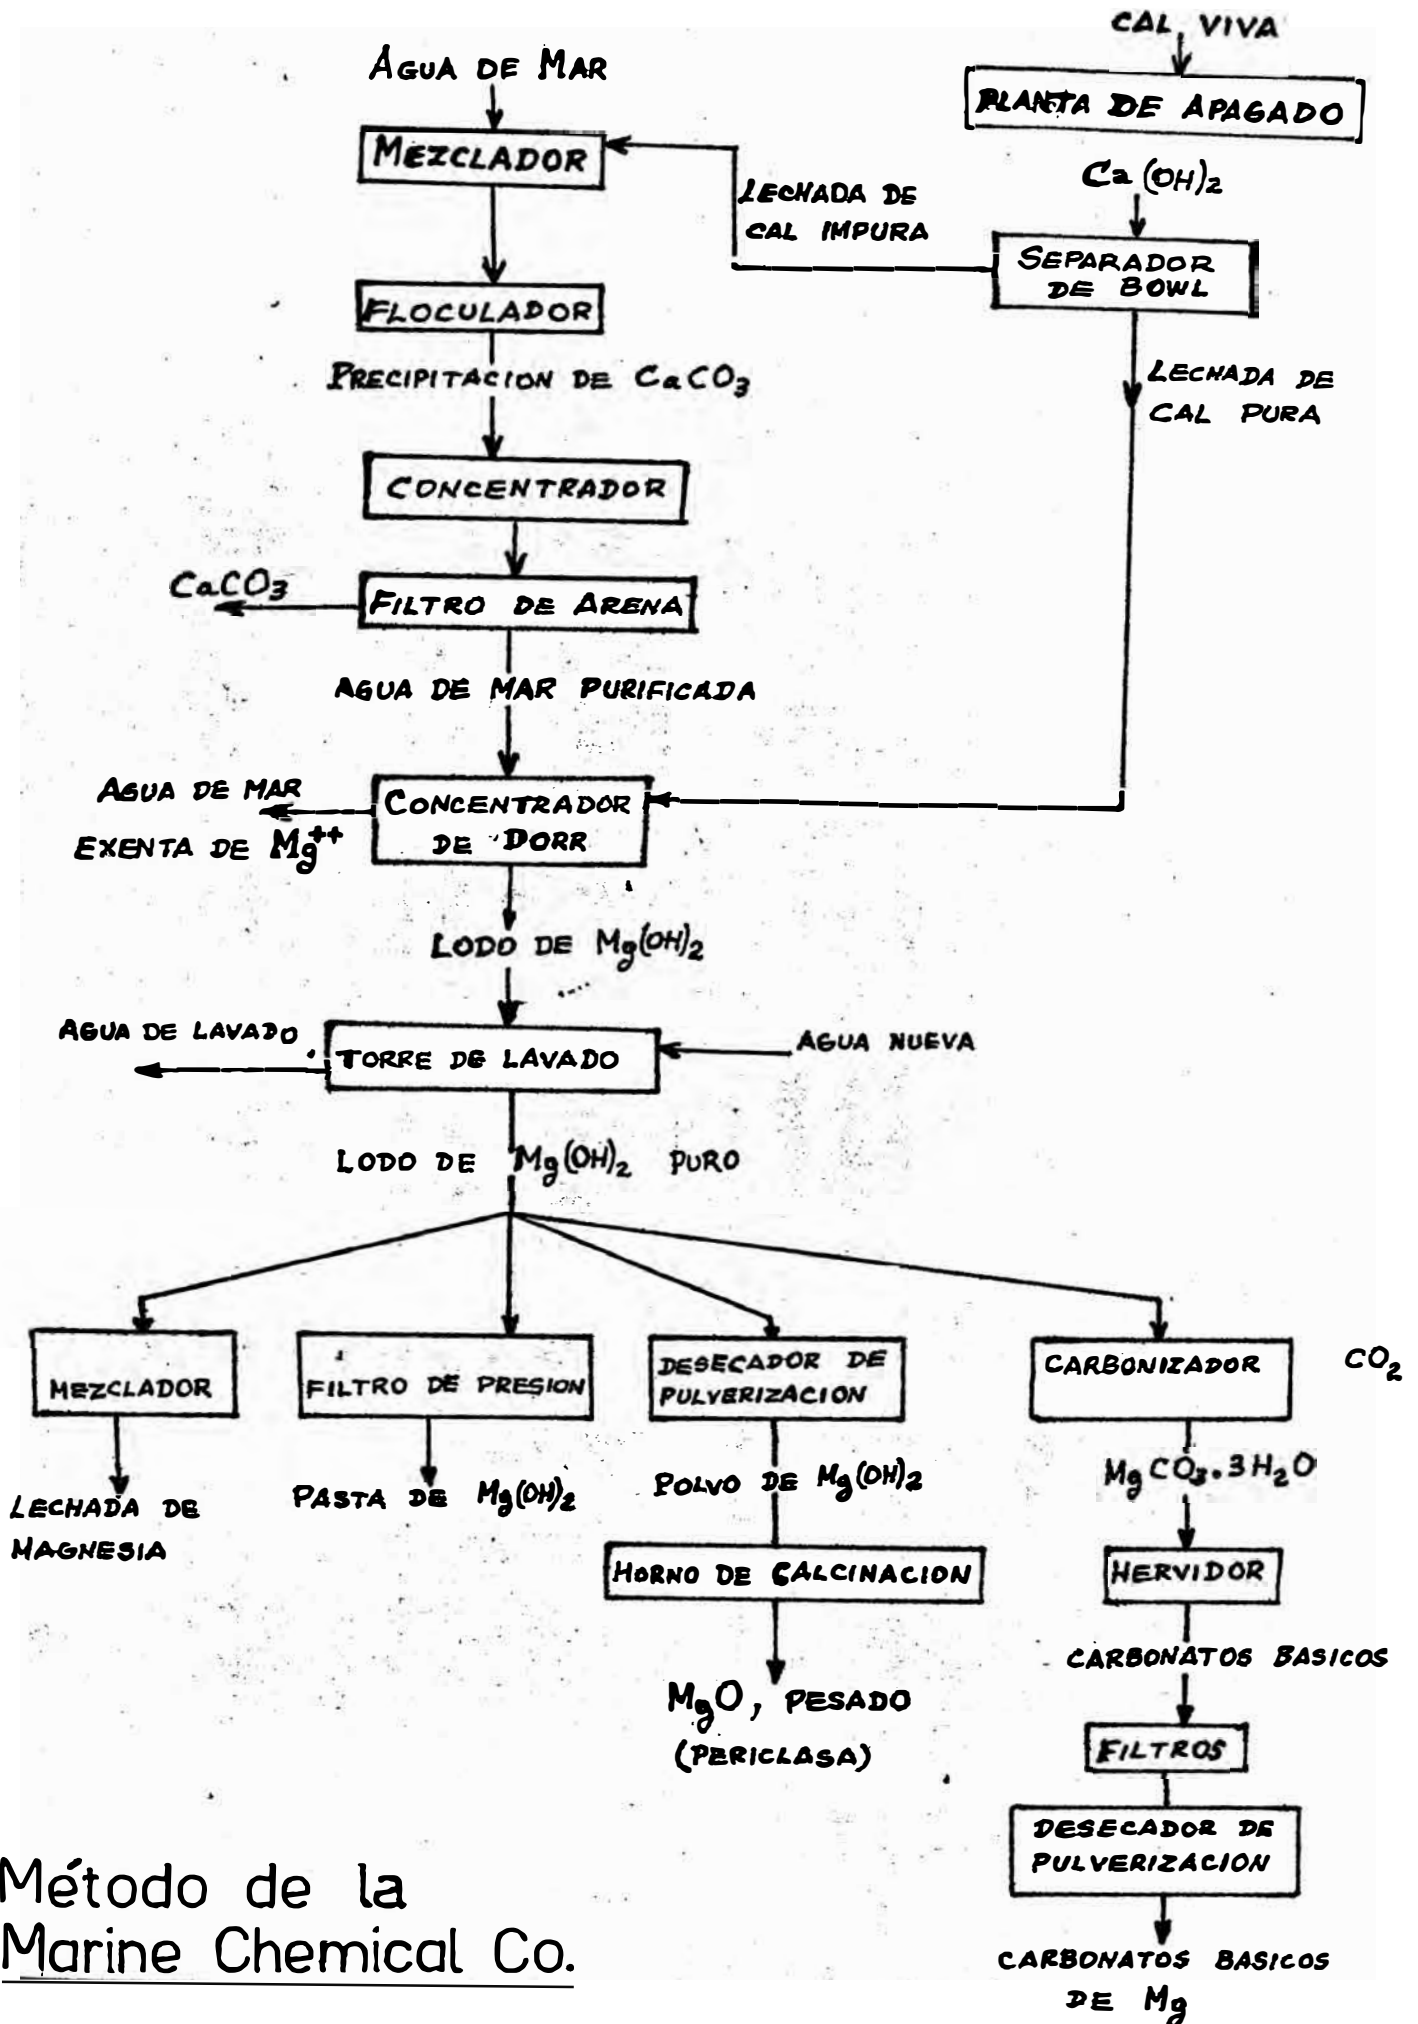 CAL VIVA
AGUA DE MAR
PLANTA DE APAGADO
MEZCLADOR
Ca(OH)2
LECHADA DE
CAL IMPURA
SEPARADOR
DE BOWL
FLOCULADOR
PRECIPITACION DE CaCO3
LECHADA DE
CAL PURA
CONCENTRADOR
CaCO3
FILTRO DE ARENA
AGUA DE MAR PURIFICADA
AGUA DE MAR
EXENTA DE Mg++
CONCENTRADOR
DE DORR
LODO DE Mg(OH)2
AGUA DE LAVADO
TORRE DE LAVADO
AGUA NUEVA
LODO DE Mg(OH)2 PURO
MEZCLADOR
FILTRO DE PRESION
DESECADOR DE
PULVERIZACION
CARBONIZADOR
CO2
LECHADA DE
MAGNESIA
PASTA DE Mg(OH)2
POLVO DE Mg(OH)2
MgCO3.3H2O
HORNO DE CALCINACION
HERVIDOR
CARBONATOS BASICOS
MgO, PESADO
(PERICLASA)
FILTROS
DESECADOR DE
PULVERIZACION
CARBONATOS BASICOS
DE Mg
Método de la
Marine Chemical Co.